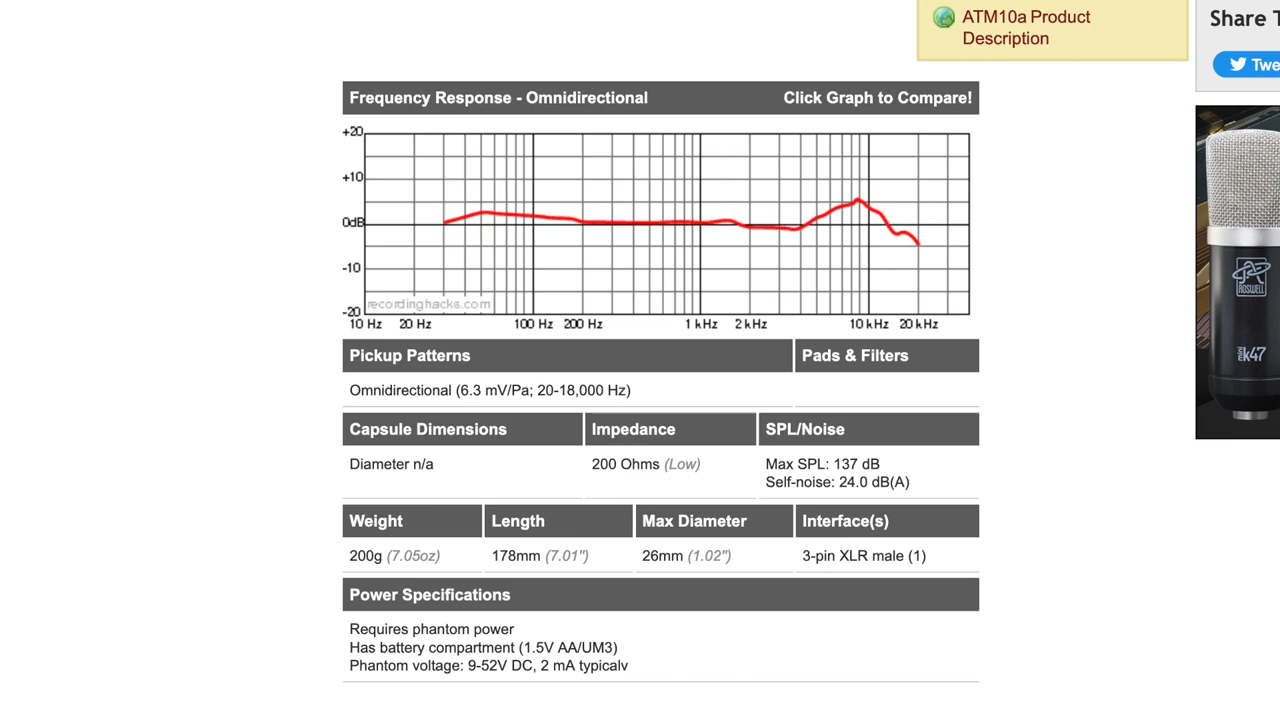 ATM10a Product
Description
Share T
Twe
Frequency Response - Omnidirectional Click Graph to Compare!
+20
+10
0dB
-10
-20
recordinghacks.com
10 Hz 20 Hz 100 Hz 200 Hz 1 kHz 2 kHz 10 kHz 20 kHz
Pickup Patterns Pads & Filters
Omnidirectional (6.3 mV/Pa; 20-18,000 Hz)
Capsule Dimensions Impedance SPL/Noise
Diameter n/a 200 Ohms (Low) Max SPL: 137 dB
Self-noise: 24.0 dB(A)
Weight Length Max Diameter Interface(s)
200g (7.05oz) 178mm (7.01") 26mm (1.02") 3-pin XLR male (1)
Power Specifications
Requires phantom power
Has battery compartment (1.5V AA/UM3)
Phantom voltage: 9-52V DC, 2 mA typicalv
ROSWELL
mini k47